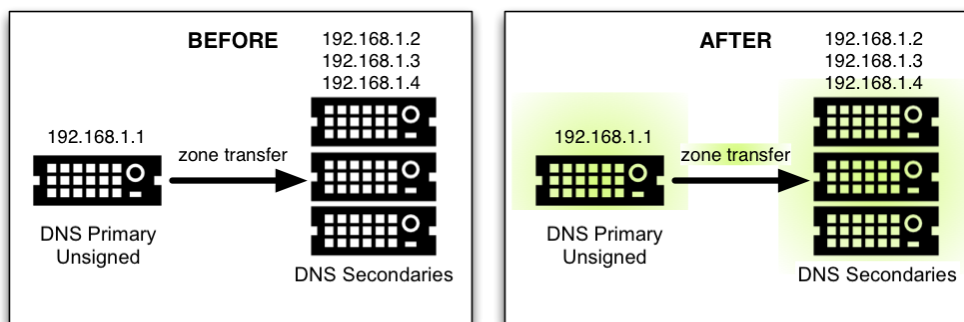 BEFORE
192.168.1.2
192.168.1.3
192.168.1.4
192.168.1.1
zone transfer
DNS Primary
Unsigned
DNS Secondaries
AFTER
192.168.1.2
192.168.1.3
192.168.1.4
192.168.1.1
zone transfer
DNS Primary
Unsigned
DNS Secondaries